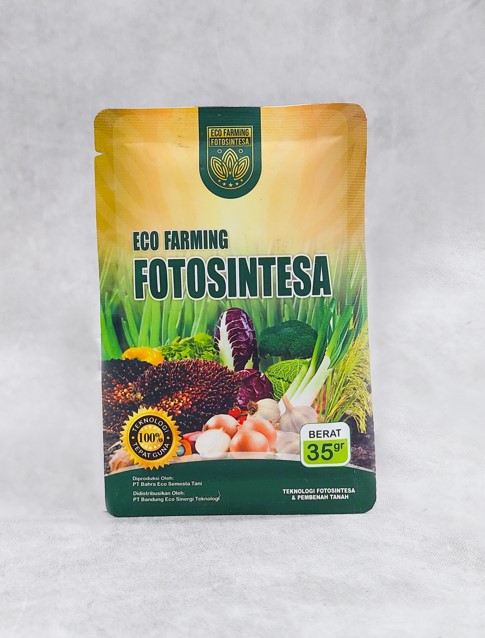 ECO FARMING
FOTOSINTESA
ECO FARMING
FOTOSINTESA
TEKNOLOGI
100%
TEPAT GUNA
BERAT
35gr
Diproduksi Oleh:
PT Bahra Eco Semesta Tani
Didistribusikan Oleh:
PT Bandung Eco Sinergi Teknologi
TEKNOLOGI FOTOSINTESA
& PEMBENAH TANAH